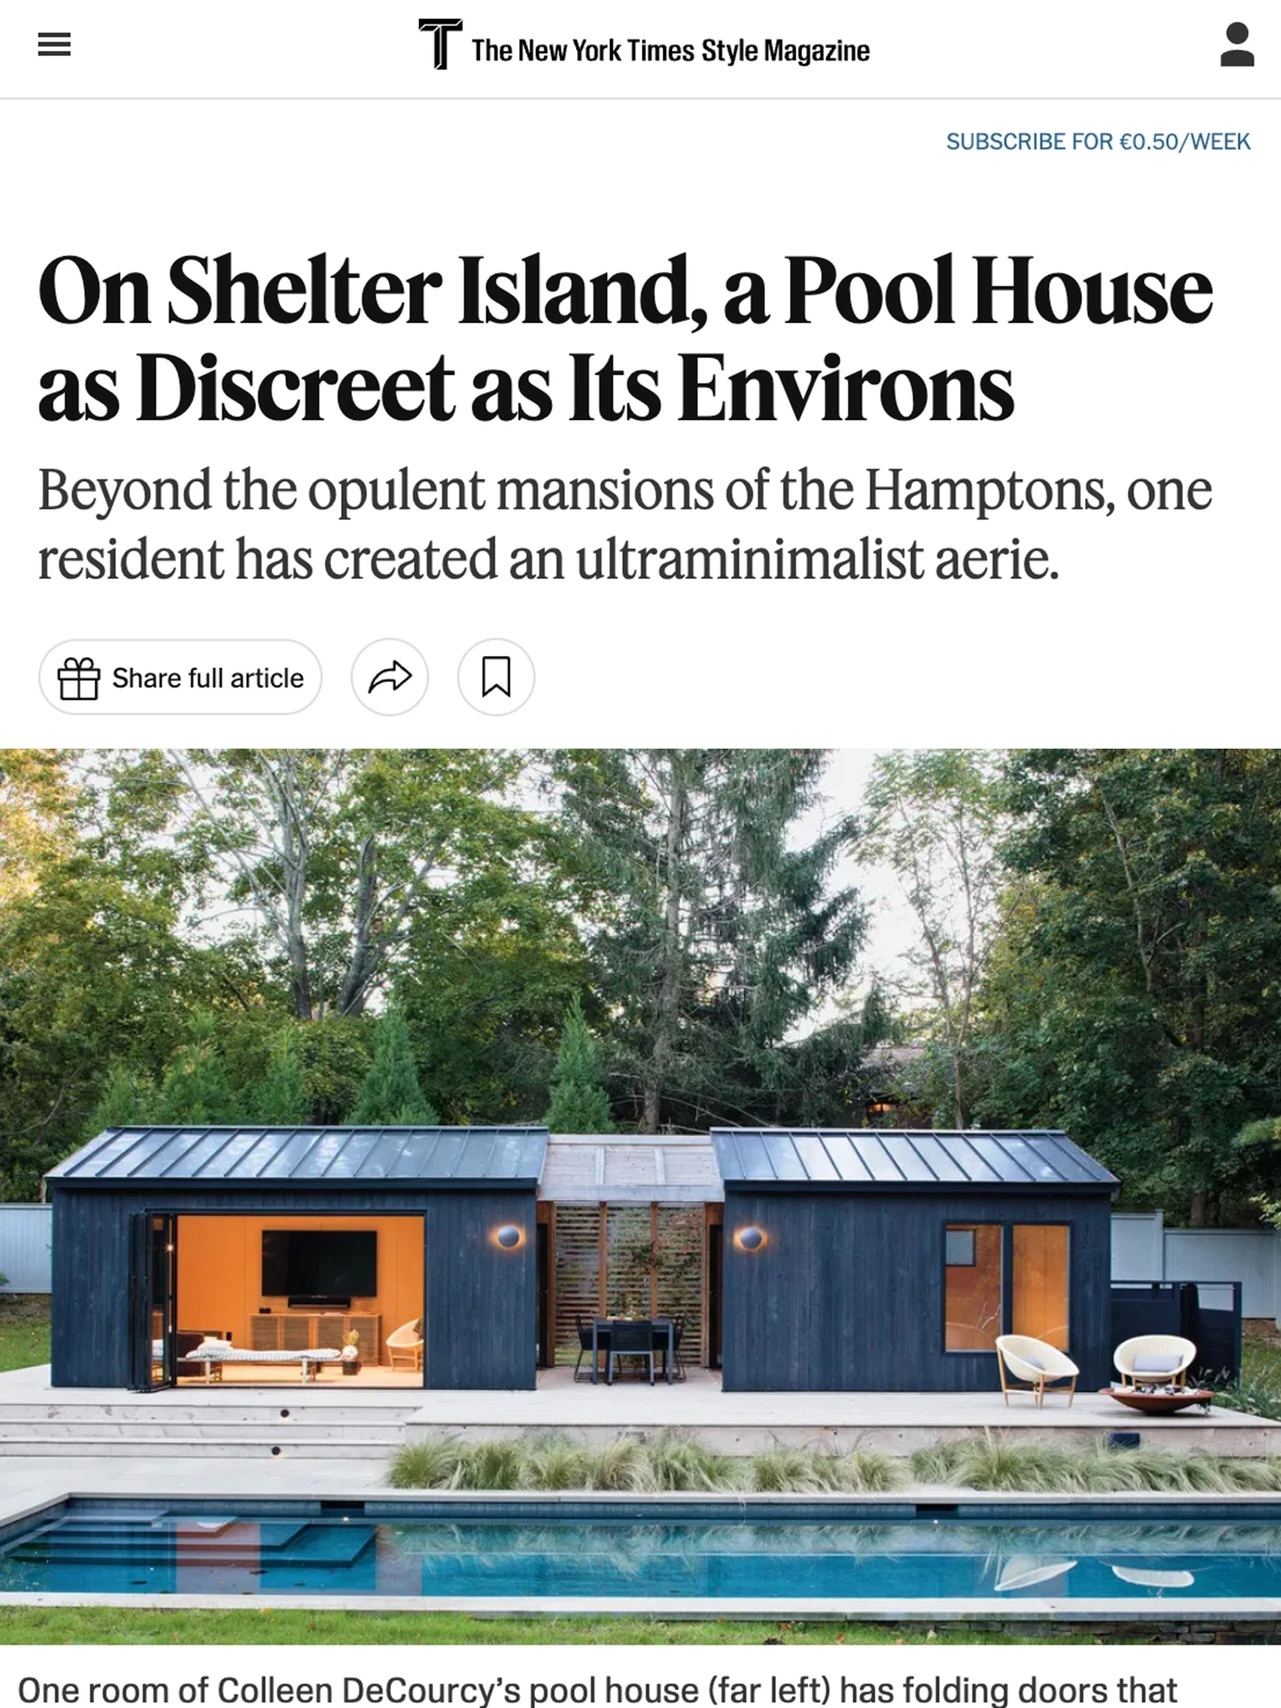 T The New York Times Style Magazine
SUBSCRIBE FOR €0.50/WEEK
On Shelter Island, a Pool House
as Discreet as Its Environs
Beyond the opulent mansions of the Hamptons, one
resident has created an ultraminimalist aerie.
Share full article
One room of Colleen DeCourcy’s pool house (far left) has folding doors that